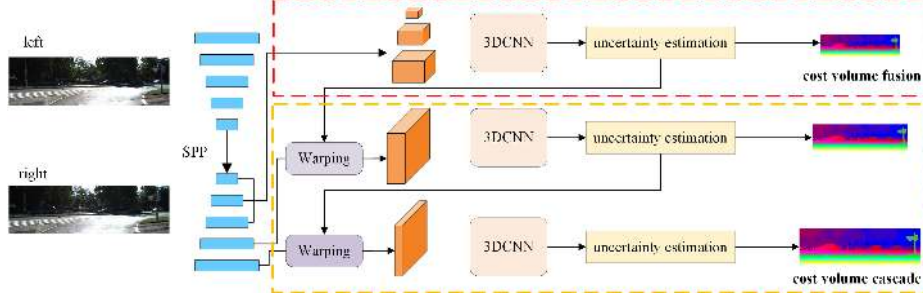 left
3DCNN
uncertainty estimation
cost volume fusion
SPP
Warping
3DCNN
uncertainty estimation
right
Warping
3DCNN
uncertainty estimation
cost volume cascade